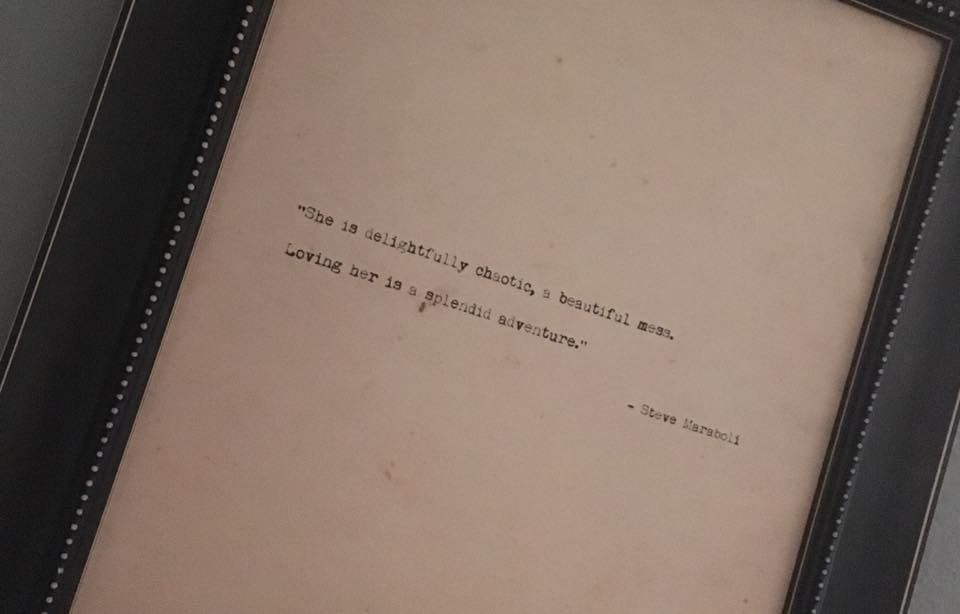 "She is delightfully chaotic, a beautiful mess.
Loving her is a splendid adventure."
- Steve Maraboli